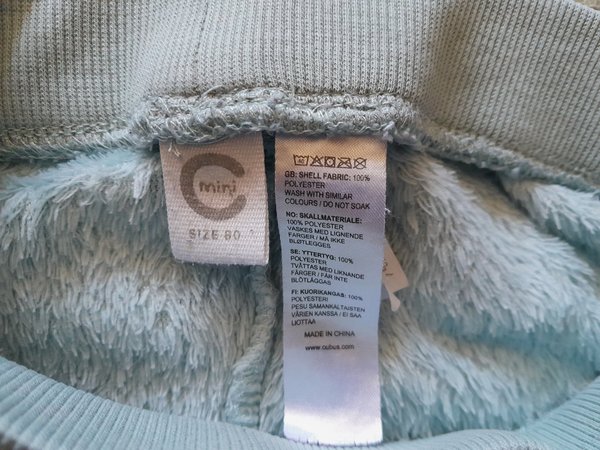 mini
SIZE 80
GB: SHELL FABRIC: 100%
POLYESTER
WASH WITH SIMILAR
COLOURS / DO NOT SOAK
NO: SKALLMATERIALE:
100% POLYESTER
VASKES MED LIGNENDE
FARGER / MÅ IKKE
BLØTLEGGES
SE: YTTERTYG: 100%
POLYESTER
TVÄTTAS MED LIKNANDE
FÄRGER / FÅR INTE
BLÖTLÄGGAS
FI: KUORIKANGAS: 100%
POLYESTERI
PESU SAMANKALTAISTEN
VÄRIEN KANSSA / EI SAA
LIOTTAA
MADE IN CHINA
www.cubus.com